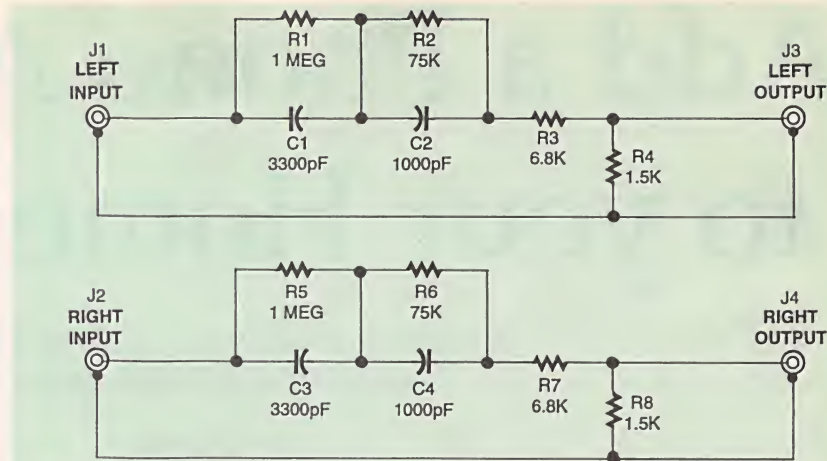 J1
LEFT
INPUT
R1
1 MEG
R2
75K
C1
3300pF
C2
1000pF
R3
6.8K
R4
1.5K
J3
LEFT
OUTPUT
J2
RIGHT
INPUT
R5
1 MEG
R6
75K
C3
3300pF
C4
1000pF
R7
6.8K
R8
1.5K
J4
RIGHT
OUTPUT